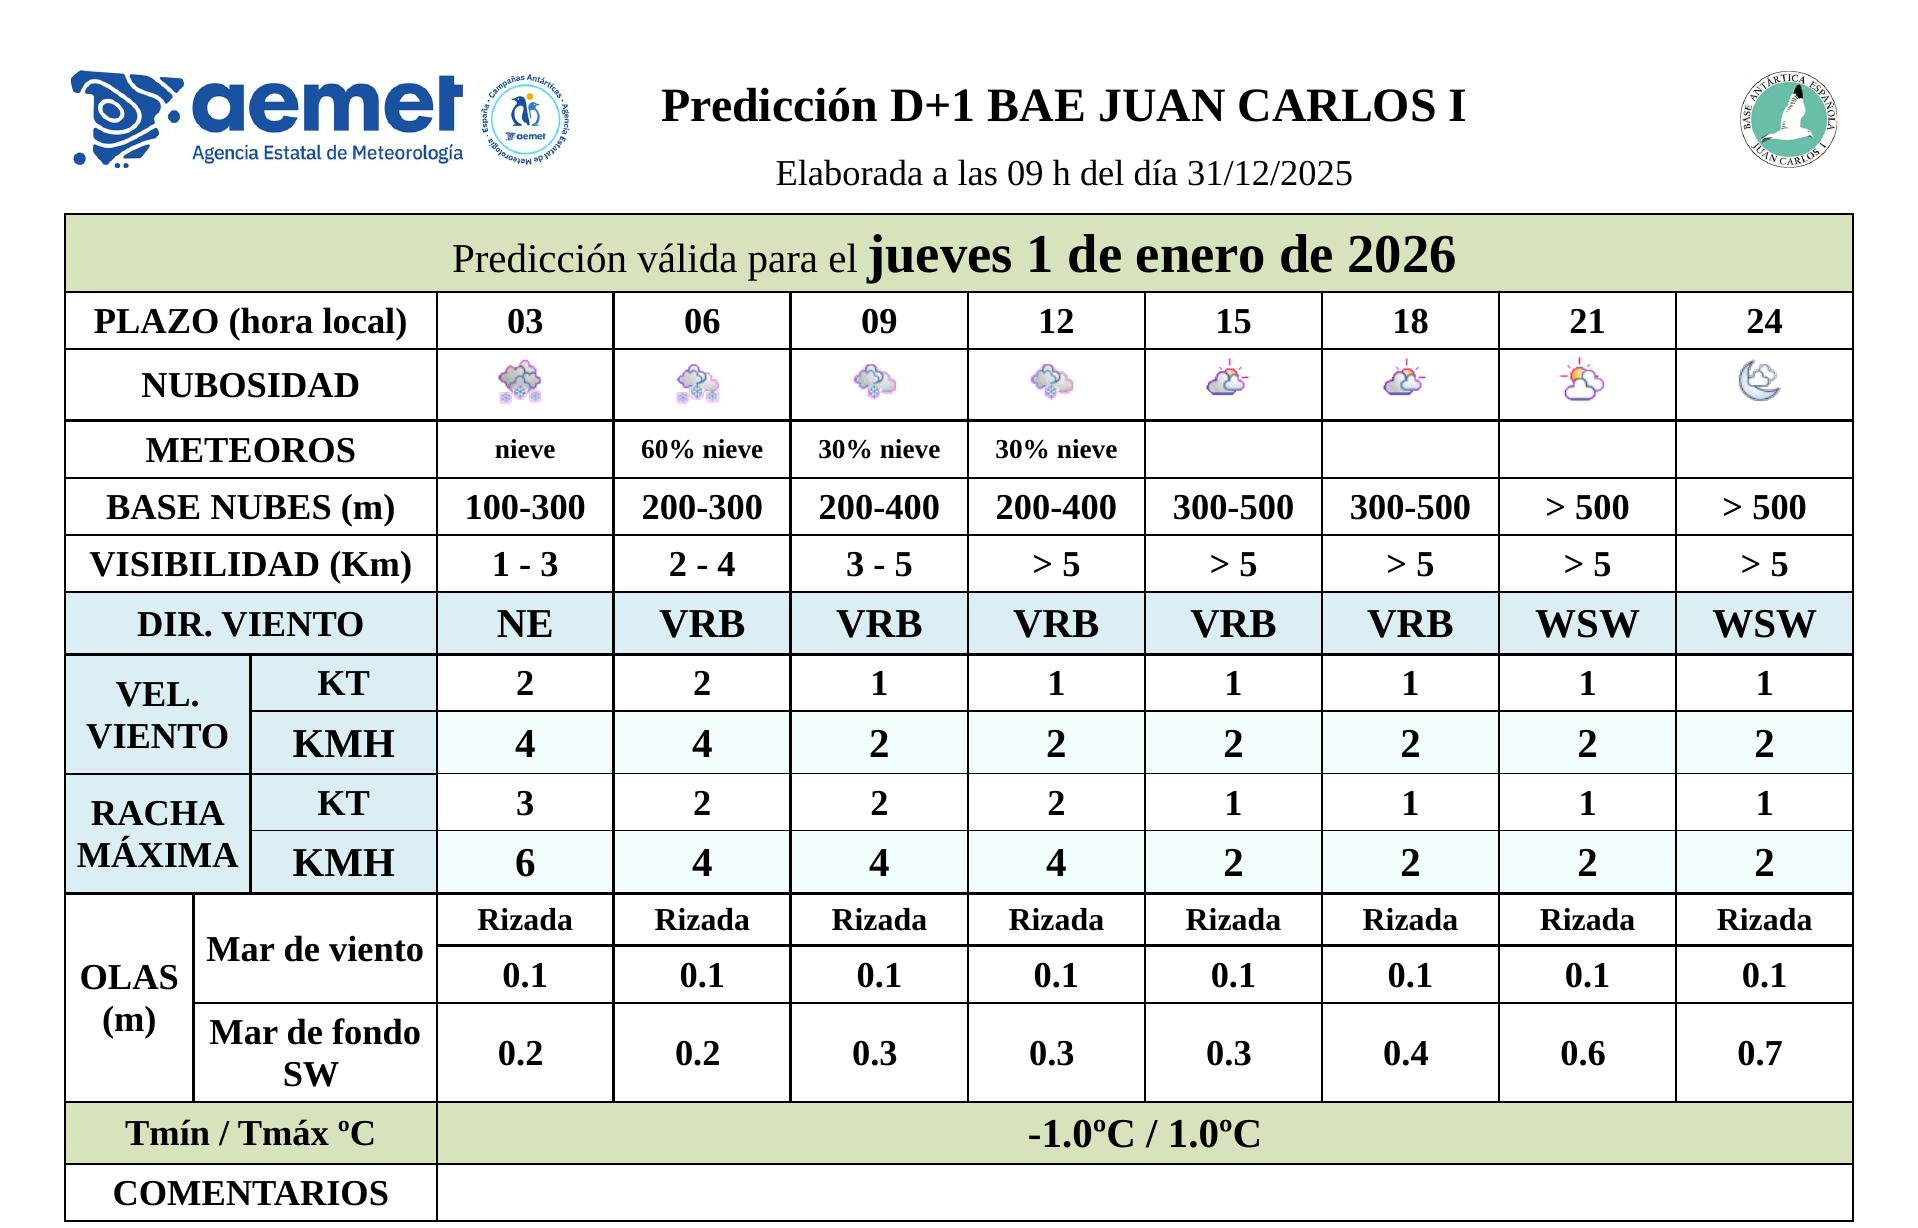 aemet
Agencia Estatal de Meteorología
Campañas Antárticas · Agencia Estatal de Meteorología · España ·
aemet
Predicción D+1 BAE JUAN CARLOS I
Elaborada a las 09 h del día 31/12/2025
BASE ANTÁRTICA ESPAÑOLA
JUAN CARLOS I
Predicción válida para el jueves 1 de enero de 2026
PLAZO (hora local) 03 06 09 12 15 18 21 24
NUBOSIDAD
METEOROS nieve 60% nieve 30% nieve 30% nieve
BASE NUBES (m) 100-300 200-300 200-400 200-400 300-500 300-500 > 500 > 500
VISIBILIDAD (Km) 1 - 3 2 - 4 3 - 5 > 5 > 5 > 5 > 5 > 5
DIR. VIENTO NE VRB VRB VRB VRB VRB WSW WSW
VEL.
VIENTO
KT 2 2 1 1 1 1 1 1
KMH 4 4 2 2 2 2 2 2
RACHA
MÁXIMA
KT 3 2 2 2 1 1 1 1
KMH 6 4 4 4 2 2 2 2
OLAS
(m)
Mar de viento
Rizada Rizada Rizada Rizada Rizada Rizada Rizada Rizada
0.1 0.1 0.1 0.1 0.1 0.1 0.1 0.1
Mar de fondo
SW
0.2 0.2 0.3 0.3 0.3 0.4 0.6 0.7
Tmín / Tmáx ºC -1.0ºC / 1.0ºC
COMENTARIOS